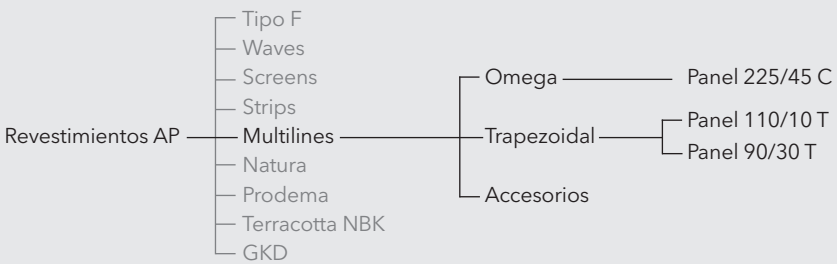 Revestimientos AP
Tipo F
Waves
Screens
Strips
Multilines
Natura
Prodema
Terracotta NBK
GKD
Omega
Trapezoidal
Accesorios
Panel 225/45 C
Panel 110/10 T
Panel 90/30 T